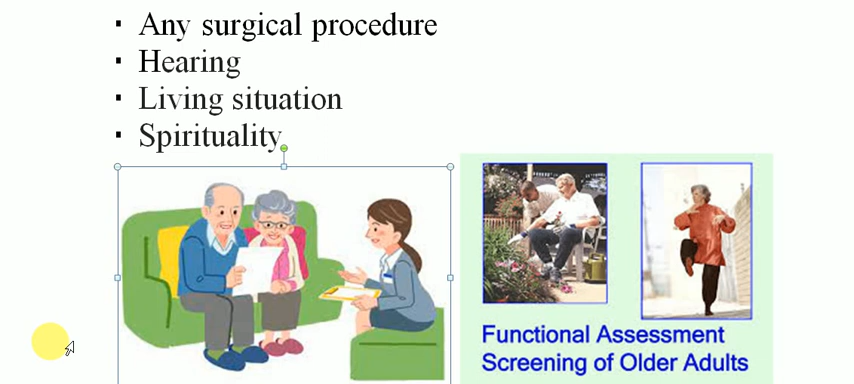 ▪ Any surgical procedure
▪ Hearing
▪ Living situation
▪ Spirituality
Functional Assessment
Screening of Older Adults